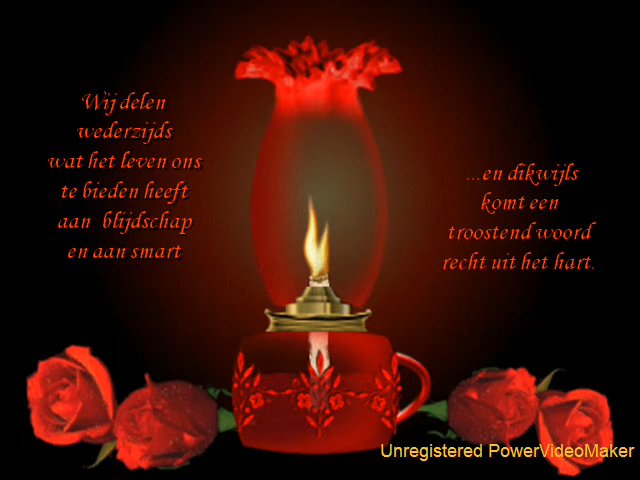 Wij delen
wederzijds
wat het leven ons
te bieden heeft
aan blijdschap
en aan smart
...en dikwijls
komt een
troostend woord
recht uit het hart.
Unregistered PowerVideoMaker